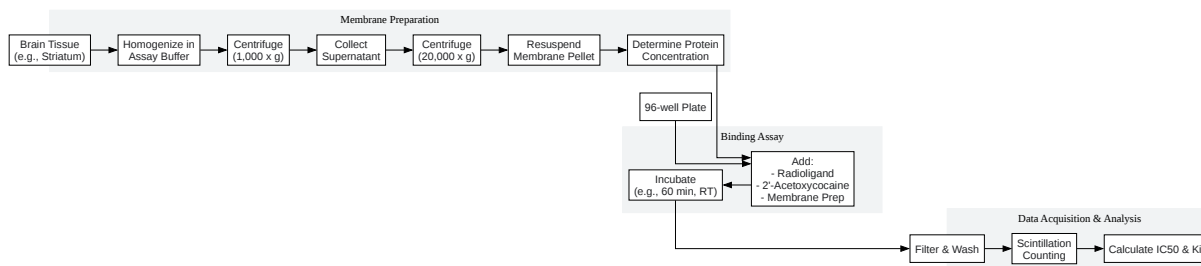 Membrane Preparation
Brain Tissue
(e.g., Striatum)
Homogenize in
Assay Buffer
Centrifuge
(1,000 x g)
Collect
Supernatant
Centrifuge
(20,000 x g)
Resuspend
Membrane Pellet
Determine Protein
Concentration
96-well Plate
Binding Assay
Add:
- Radioligand
- 2'-Acetoxycocaine
- Membrane Prep
Incubate
(e.g., 60 min, RT)
Data Acquisition & Analysis
Filter & Wash
Scintillation
Counting
Calculate IC50 & Ki